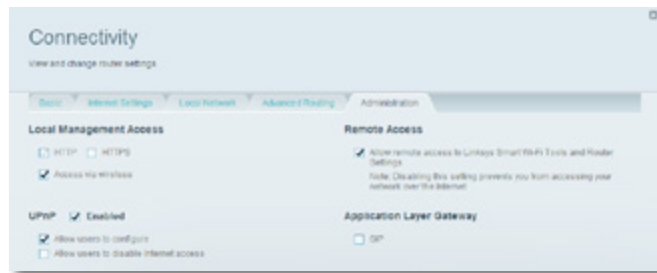 Connectivity
View and change router settings
Basic Internet Settings Local Network Advanced Routing Administration
Local Management Access
HTTP HTTPS
Access via wireless
UPnP Enabled
Allow users to configure
Allow users to disable Internet access
Remote Access
Allow remote access to Linksys Smart Wi-Fi Tools and Router
Settings
Note: Disabling this setting prevents you from accessing your
network over the Internet
Application Layer Gateway
SIP